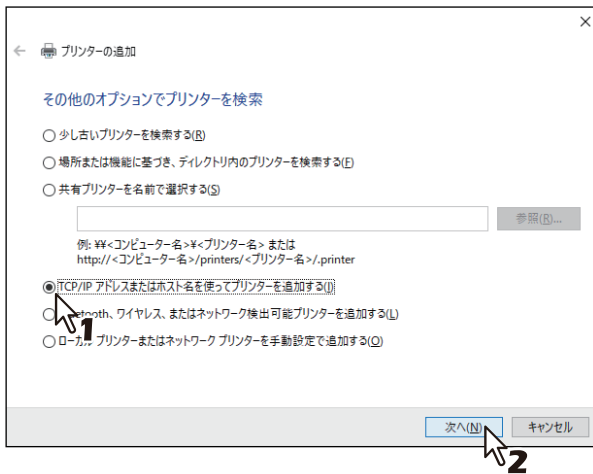 プリンターの追加
その他のオプションでプリンターを検索
少し古いプリンターを検索する(R)
場所または機能に基づき、ディレクトリ内のプリンターを検索する(F)
共有プリンターを名前で選択する(S)
参照(R)...
例: ¥¥<コンピューター名>¥<プリンター名> または
http://<コンピューター名>/printers/<プリンター名>/.printer
TCP/IP アドレスまたはホスト名を使ってプリンターを追加する(I)
etooth、ワイヤレス、またはネットワーク検出可能プリンターを追加する(L)
1
ローカル プリンターまたはネットワーク プリンターを手動設定で追加する(O)
次へ(N)
キャンセル
2